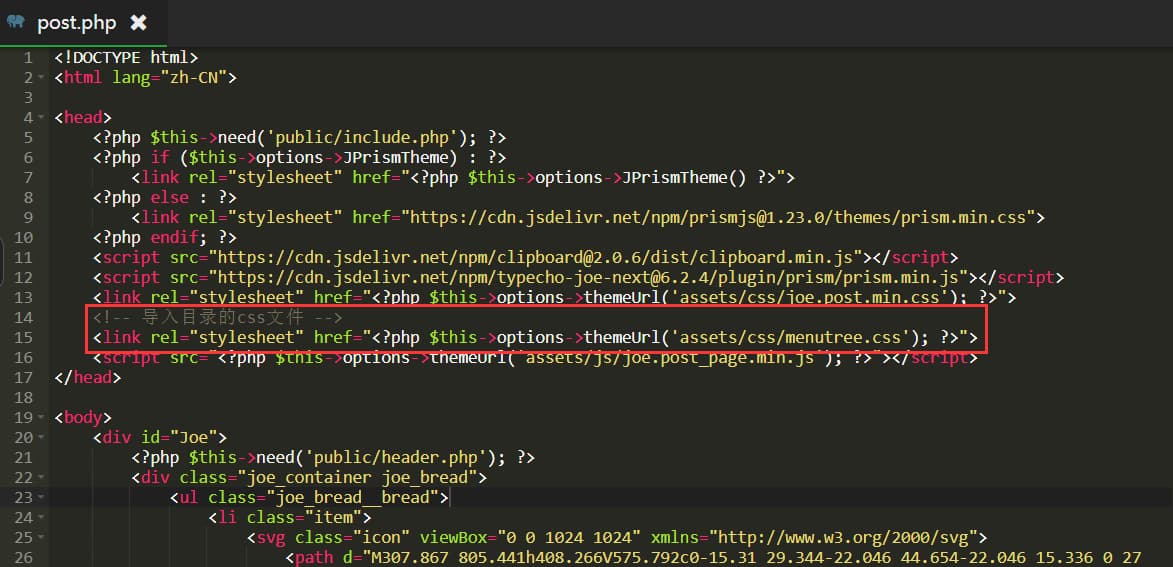 post.php ✖
1 <!DOCTYPE html>
2 <html lang="zh-CN">
3
4 <head>
5 <?php $this->need('public/include.php'); ?>
6 <?php if ($this->options->JPrismTheme) : ?>
7 <link rel="stylesheet" href="<?php $this->options->JPrismTheme() ?>">
8 <?php else : ?>
9 <link rel="stylesheet" href="https://cdn.jsdelivr.net/npm/prismjs@1.23.0/themes/prism.min.css">
10 <?php endif; ?>
11 <script src="https://cdn.jsdelivr.net/npm/clipboard@2.0.6/dist/clipboard.min.js"></script>
12 <script src="https://cdn.jsdelivr.net/npm/typecho-joe-next@6.2.4/plugin/prism/prism.min.js"></script>
13 <link rel="stylesheet" href="<?php $this->options->themeUrl('assets/css/joe.post.min.css'); ?>">
14 <!-- 导入目录的css文件 -->
15 <link rel="stylesheet" href="<?php $this->options->themeUrl('assets/css/menutree.css'); ?>">
16 <script src="<?php $this->options->themeUrl('assets/js/joe.post_page.min.js'); ?>"></script>
17 </head>
18
19 <body>
20 <div id="Joe">
21 <?php $this->need('public/header.php'); ?>
22 <div class="joe_container joe_bread">
23 <ul class="joe_bread__bread">
24 <li class="item">
25 <svg class="icon" viewBox="0 0 1024 1024" xmlns="http://www.w3.org/2000/svg">
26 <path d="M307.867 805.441h408.266V575.792c0-15.31 29.344-22.046 44.654-22.046 15.336 0 27